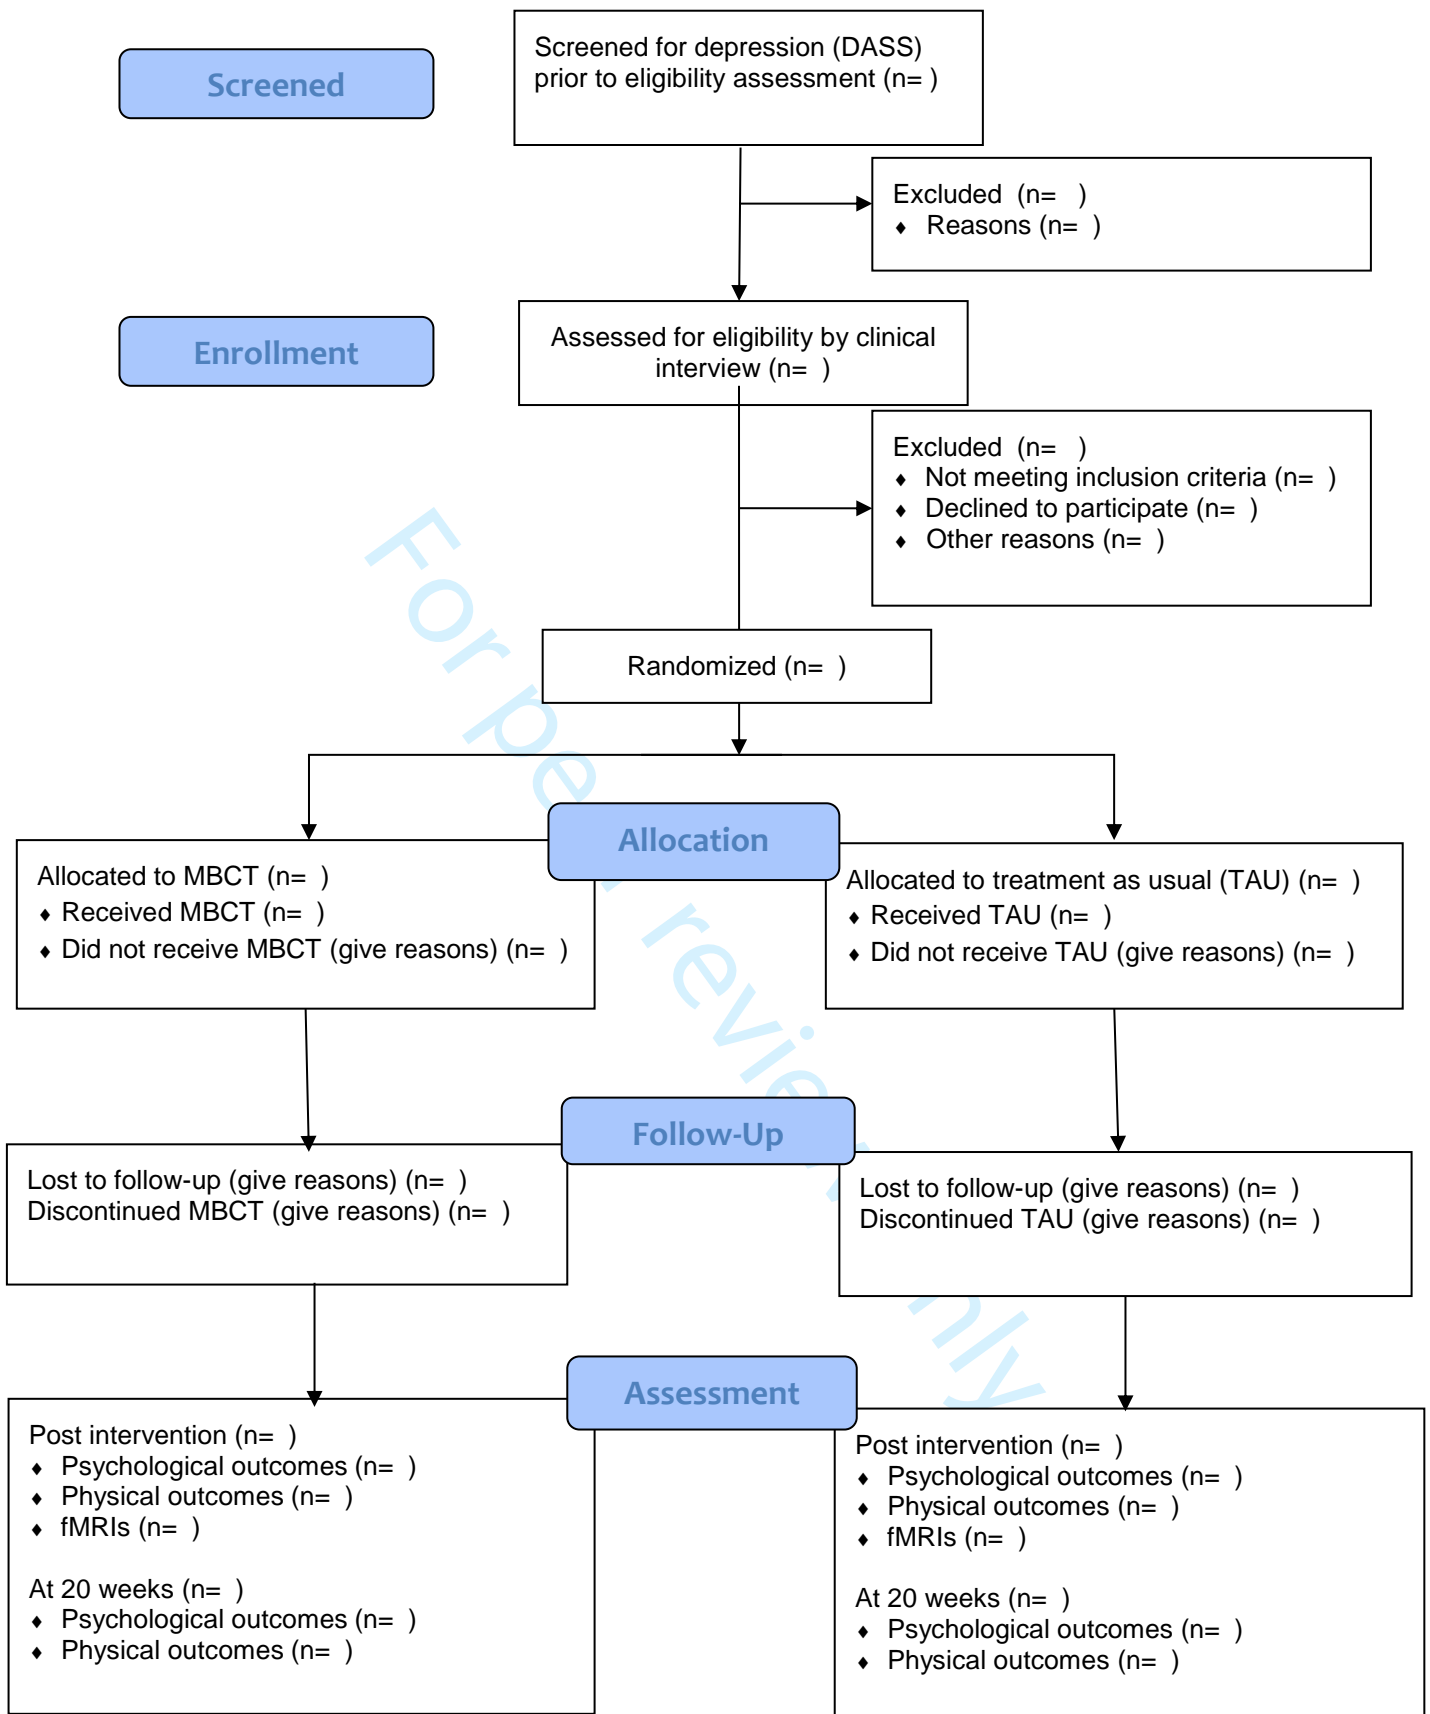 Screened
Screened for depression (DASS)
prior to eligibility assessment (n= )
Excluded (n= )
♦ Reasons (n= )
Enrollment
Assessed for eligibility by clinical
interview (n= )
Excluded (n= )
♦ Not meeting inclusion criteria (n= )
♦ Declined to participate (n= )
♦ Other reasons (n= )
Randomized (n= )
Allocation
Allocated to MBCT (n= )
♦ Received MBCT (n= )
♦ Did not receive MBCT (give reasons) (n= )
Allocated to treatment as usual (TAU) (n= )
♦ Received TAU (n= )
♦ Did not receive TAU (give reasons) (n= )
Follow-Up
Lost to follow-up (give reasons) (n= )
Discontinued MBCT (give reasons) (n= )
Lost to follow-up (give reasons) (n= )
Discontinued TAU (give reasons) (n= )
Assessment
Post intervention (n= )
♦ Psychological outcomes (n= )
♦ Physical outcomes (n= )
♦ fMRIs (n= )
At 20 weeks (n= )
♦ Psychological outcomes (n= )
♦ Physical outcomes (n= )
Post intervention (n= )
♦ Psychological outcomes (n= )
♦ Physical outcomes (n= )
♦ fMRIs (n= )
At 20 weeks (n= )
♦ Psychological outcomes (n= )
♦ Physical outcomes (n= )
For peer review only